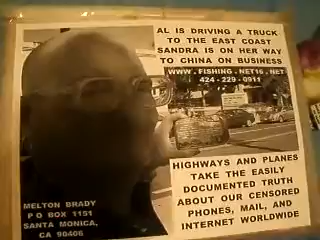 AL IS DRIVING A TRUCK
TO THE EAST COAST
SANDRA IS ON HER WAY
TO CHINA ON BUSINESS
WWW.FISHING.NET16.NET
424-229-0911
HIGHWAYS AND PLANES
TAKE THE EASILY
DOCUMENTED TRUTH
ABOUT OUR CENSORED
PHONES, MAIL, AND
INTERNET WORLDWIDE
MELTON BRADY
P O BOX 1151
SANTA MONICA,
CA 90406